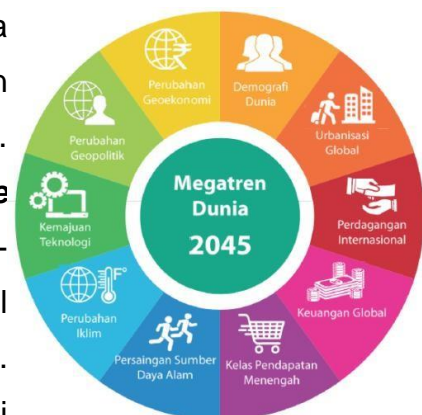 a
n
.
e
-
l
.
i
Megatren
Dunia
2045
Demografi
Dunia
Urbanisasi
Global
Perdagangan
Internasional
Keuangan Global
Kelas Pendapatan
Menengah
Persaingan Sumber
Daya Alam
F°
Perubahan
Iklim
Kemajuan
Teknologi
Perubahan
Geopolitik
Perubahan
Geoekonomi
₹